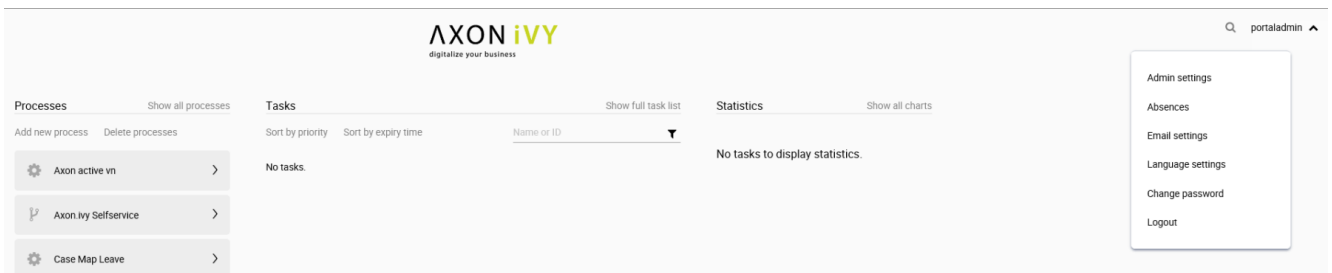 AXON iVY
digitalize your business
portaladmin
Admin settings
Absences
Email settings
Language settings
Change password
Logout
Processes Show all processes
Add new process Delete processes
Axon active vn
Axon.ivy Selfservice
Case Map Leave
Tasks Show full task list
Sort by priority Sort by expiry time Name or ID
No tasks.
Statistics Show all charts
No tasks to display statistics.